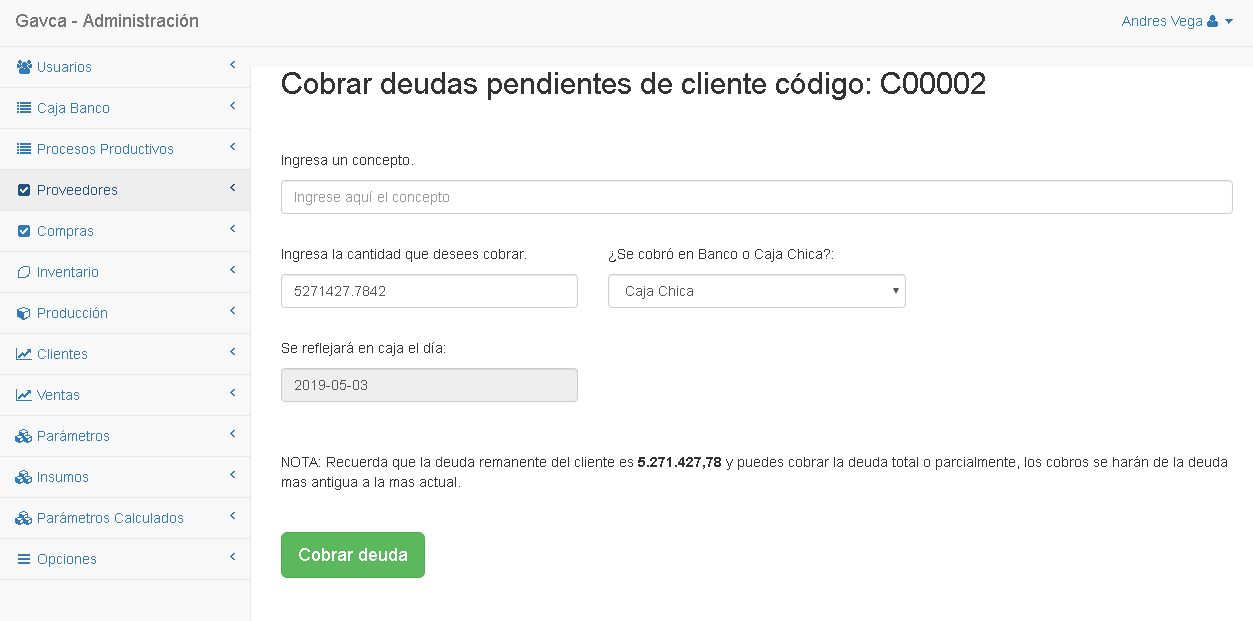 Gavca - Administración
Andres Vega
Usuarios
Caja Banco
Procesos Productivos
Proveedores
Compras
Inventario
Producción
Clientes
Ventas
Parámetros
Insumos
Parámetros Calculados
Opciones
Cobrar deudas pendientes de cliente código: C00002
Ingresa un concepto.
Ingrese aquí el concepto
Ingresa la cantidad que desees cobrar.
¿Se cobró en Banco o Caja Chica?:
5271427.7842
Caja Chica
Se reflejará en caja el día:
2019-05-03
NOTA: Recuerda que la deuda remanente del cliente es 5.271.427,78 y puedes cobrar la deuda total o parcialmente, los cobros se harán de la deuda
mas antigua a la mas actual.
Cobrar deuda